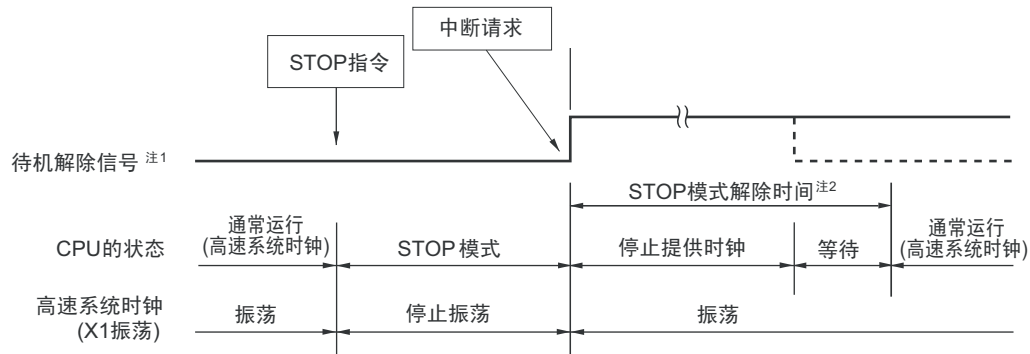 中断请求
STOP指令
待机解除信号 注1
STOP模式解除时间注2
CPU的状态
通常运行
(高速系统时钟)
STOP 模式
停止提供时钟
等待
通常运行
(高速系统时钟)
高速系统时钟
(X1振荡)
振荡
停止振荡
振荡